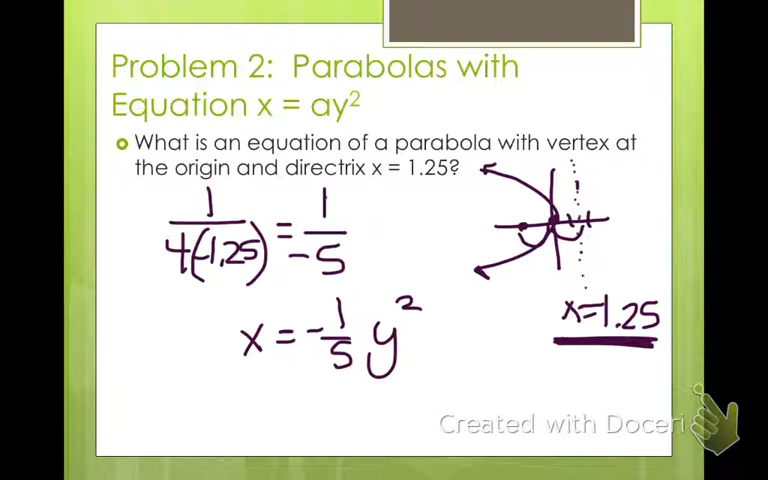 Problem 2: Parabolas with
Equation x = ay²
What is an equation of a parabola with vertex at
the origin and directrix x = 1.25?
1/4(-1.25) = 1/-5
x = -1/5 y²
x=1.25
Created with Doceri